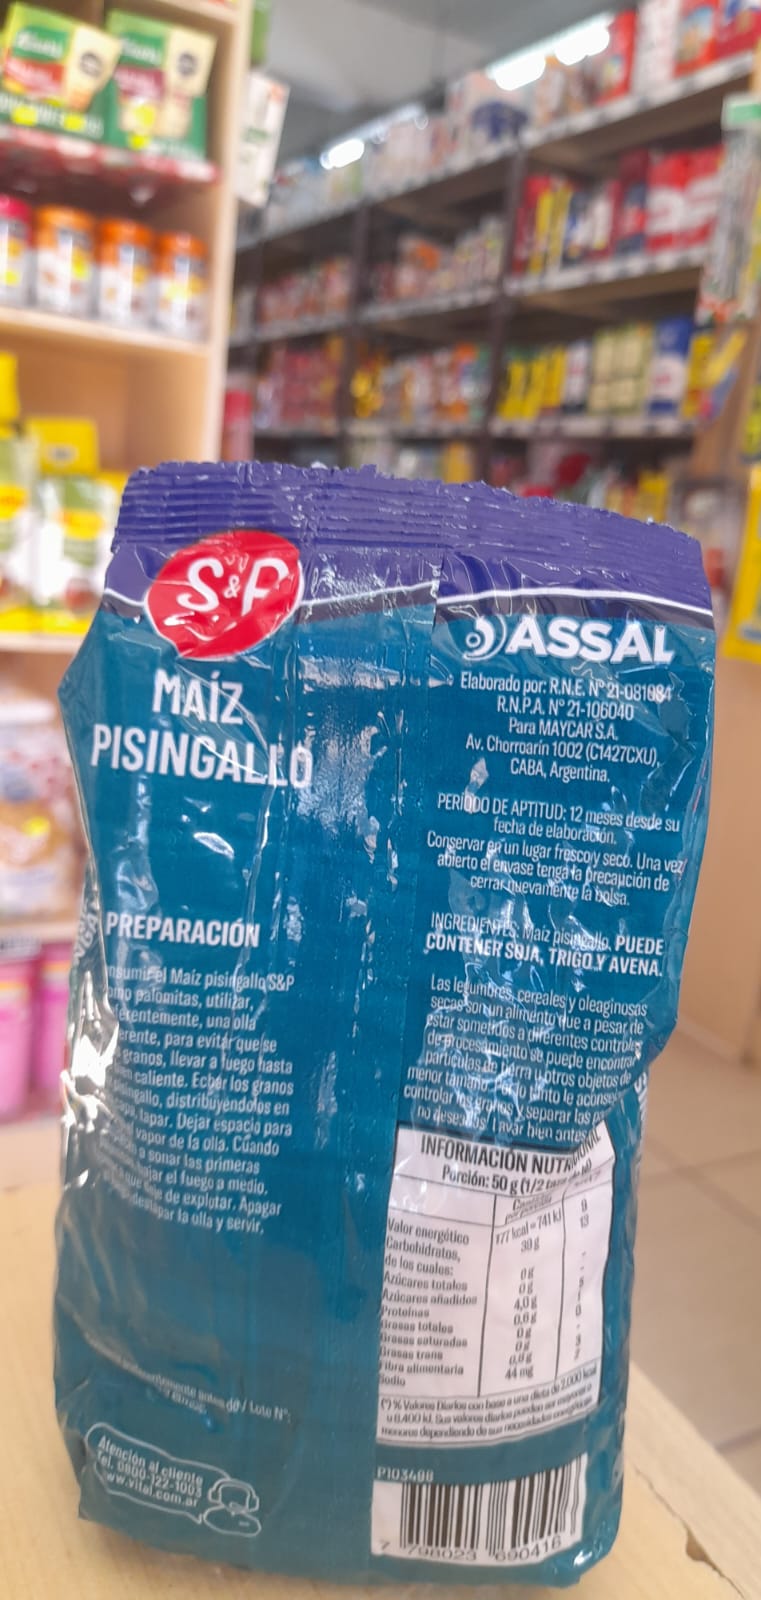 S&P
MAÍZ
PISINGALLO
PREPARACIÓN
el Maíz pisingallo S&P
palomitas, utilizar,
una olla
para evitar que se
granos, llevar a fuego hasta
caliente. Echar los granos
pisingallo, distribuyéndolos en
tapar. Dejar espacio para
vapor de la olla. Cuando
a sonar las primeras
bajar el fuego a medio,
de explotar. Apagar
destapar la olla y servir.
/ Lote N°:
Atención al cliente
Tel. 0800-122-1003
www.vital.com.ar
ASSAL
Elaborado por: R.N.E. N° 21-081084
R.N.P.A. N° 21-106040
Para MAYCAR S.A.
Av. Chorroarín 1002 (C1427CXU),
CABA, Argentina.
PERÍODO DE APTITUD: 12 meses desde su
fecha de elaboración.
Conservar en un lugar fresco y seco. Una vez
abierto el envase tenga la precaución de
cerrar nuevamente la bolsa.
INGREDIENTES: Maíz pisingallo. PUEDE
CONTENER SOJA, TRIGO Y AVENA.
Las legumbres, cereales y oleaginosas
secas son un alimento que a pesar de
estar sometidos a diferentes controles
de procesamiento se puede encontrar
partículas de tierra u otros objetos de
menor tamaño. tanto le
controlar los granos y separar las
no deseadas. Lavar bien antes
INFORMACIÓN NUTRICIONAL
Porción: 50 g (1/2
Valor energético 177 kcal = 741 kJ 9
Carbohidratos, 39 g 13
de los cuales:
Azúcares totales 0 g
Azúcares añadidos 0 g
Proteínas 4,0 g
Grasas totales 0,6 g
Grasas saturadas 0 g
Grasas trans 0 g
Fibra alimentaria
Sodio 44 mg
(*) % Valores Diarios con base a una dieta de 2.000 kcal
u 8.400 kJ. Sus valores diarios pueden ser mayores o
menores dependiendo de sus necesidades energéticas.
P103488
7 798023 690416